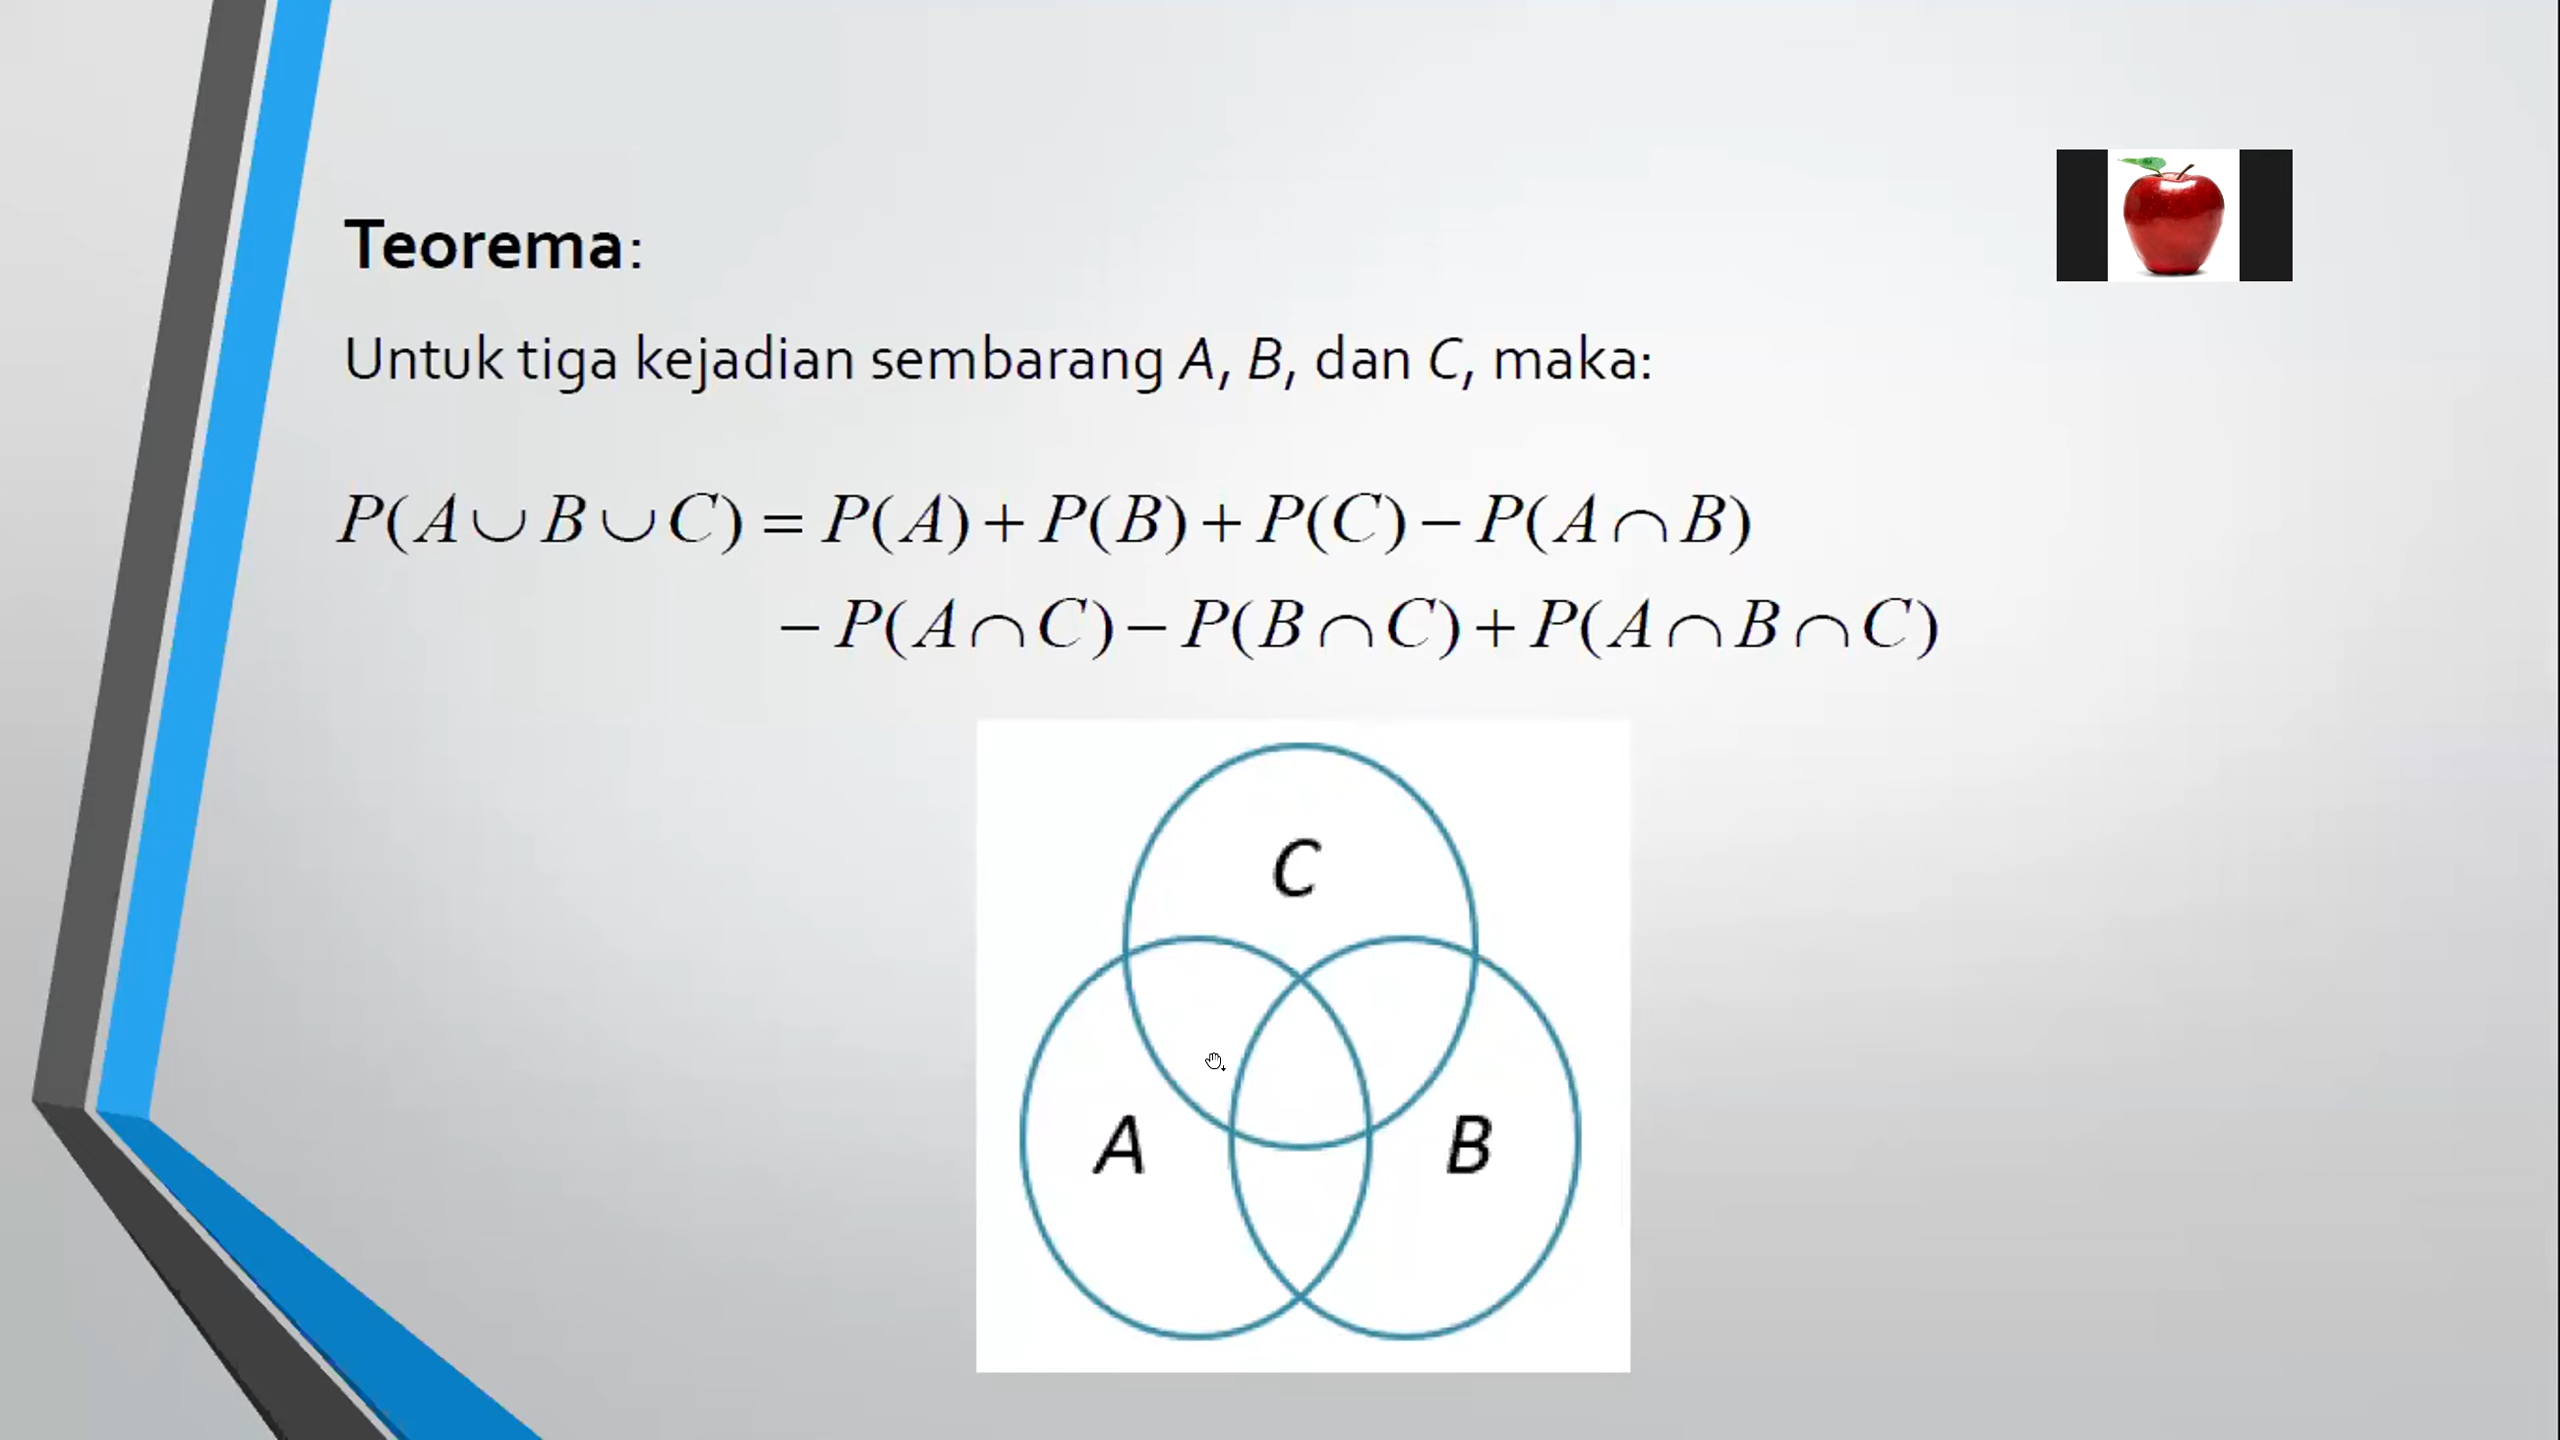 Teorema:
Untuk tiga kejadian sembarang A, B, dan C, maka:
P(A∪B∪C) = P(A)+P(B)+P(C)−P(A∩B)
−P(A∩C)−P(B∩C)+P(A∩B∩C)
C
A B